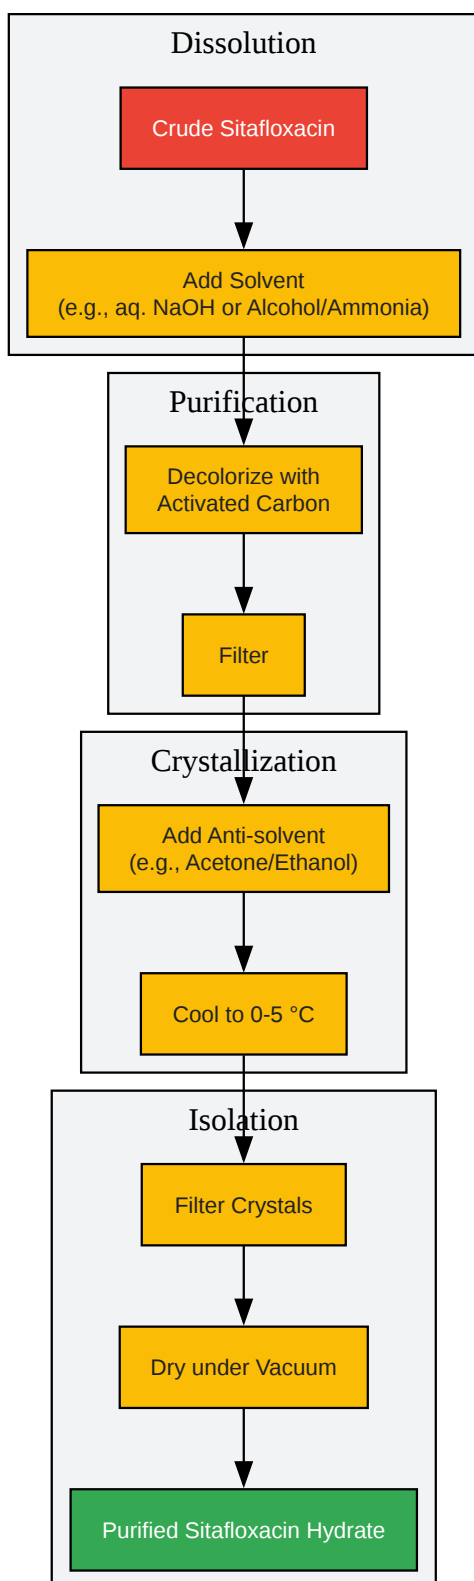 Dissolution
Crude Sitafloxacin
Add Solvent
(e.g., aq. NaOH or Alcohol/Ammonia)
Purification
Decolorize with
Activated Carbon
Filter
Crystallization
Add Anti-solvent
(e.g., Acetone/Ethanol)
Cool to 0-5 °C
Isolation
Filter Crystals
Dry under Vacuum
Purified Sitafloxacin Hydrate